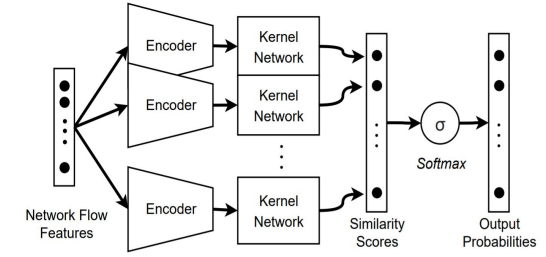 Encoder
Kernel
Network
Encoder
Kernel
Network
Encoder
Kernel
Network
Network Flow
Features
Similarity
Scores
σ
Softmax
Output
Probabilities